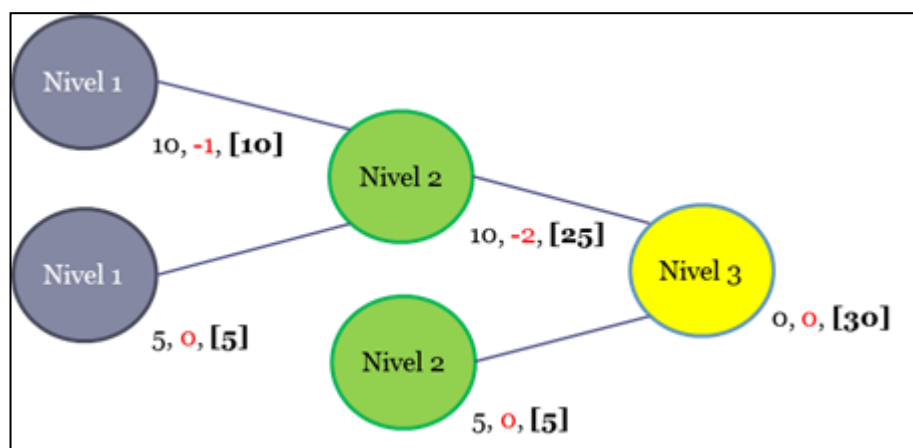 Nivel 1
10, -1, [10]
Nivel 2
Nivel 1
10, -2, [25]
Nivel 3
5, 0, [5]
0, 0, [30]
Nivel 2
5, 0, [5]